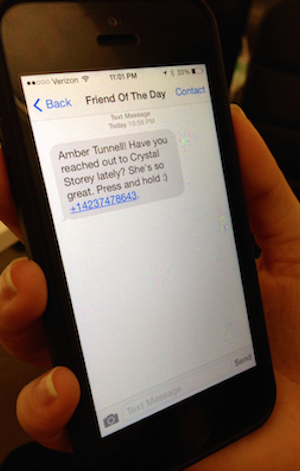 Verizon 11:01 PM 33%
Back Friend Of The Day Contact
Text Message
Today 10:58 PM
Amber Tunnell! Have you
reached out to Crystal
Storey lately? She's so
great. Press and hold :)
+14237478643.
Text Message Send